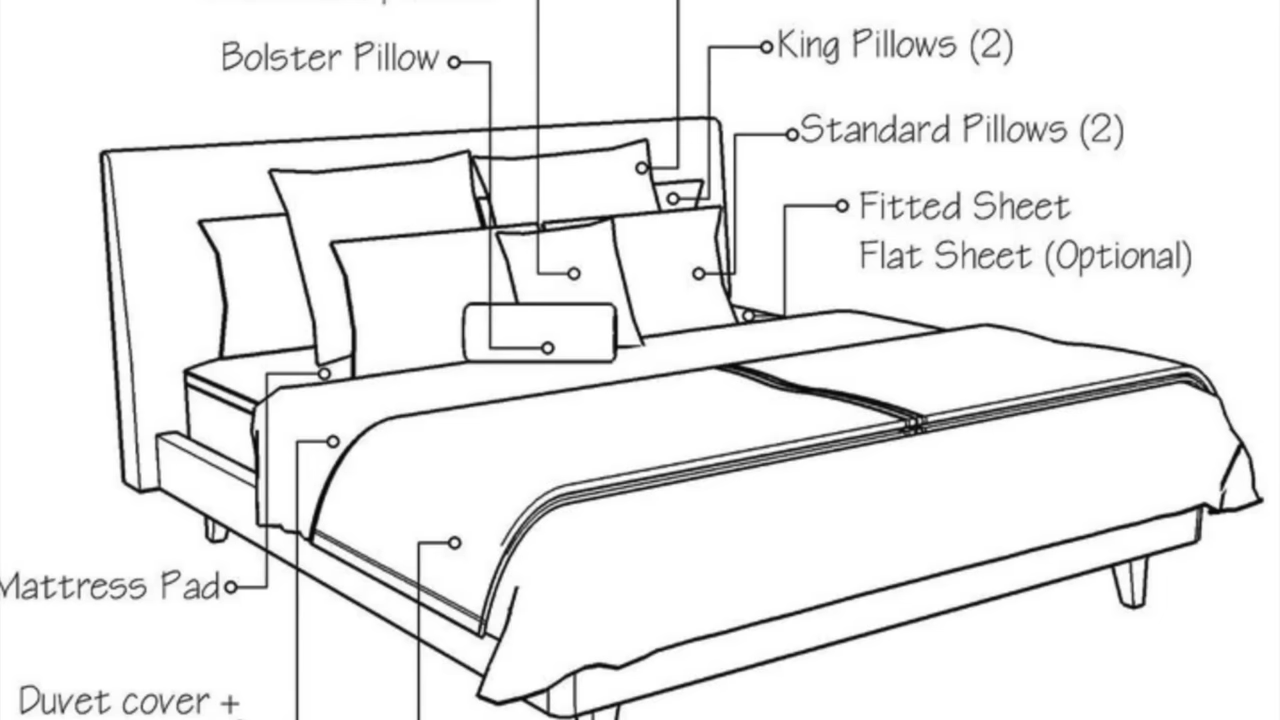 Bolster Pillow
King Pillows (2)
Standard Pillows (2)
Fitted Sheet
Flat Sheet (Optional)
Mattress Pad
Duvet cover +